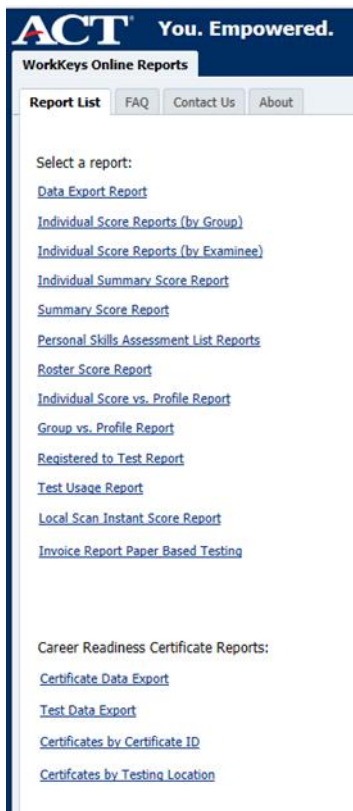 ACT® You. Empowered.
WorkKeys Online Reports
Report List FAQ Contact Us About
Select a report:
Data Export Report
Individual Score Reports (by Group)
Individual Score Reports (by Examinee)
Individual Summary Score Report
Summary Score Report
Personal Skills Assessment List Reports
Roster Score Report
Individual Score vs. Profile Report
Group vs. Profile Report
Registered to Test Report
Test Usage Report
Local Scan Instant Score Report
Invoice Report Paper Based Testing
Career Readiness Certificate Reports:
Certificate Data Export
Test Data Export
Certificates by Certificate ID
Certifcates by Testing Location